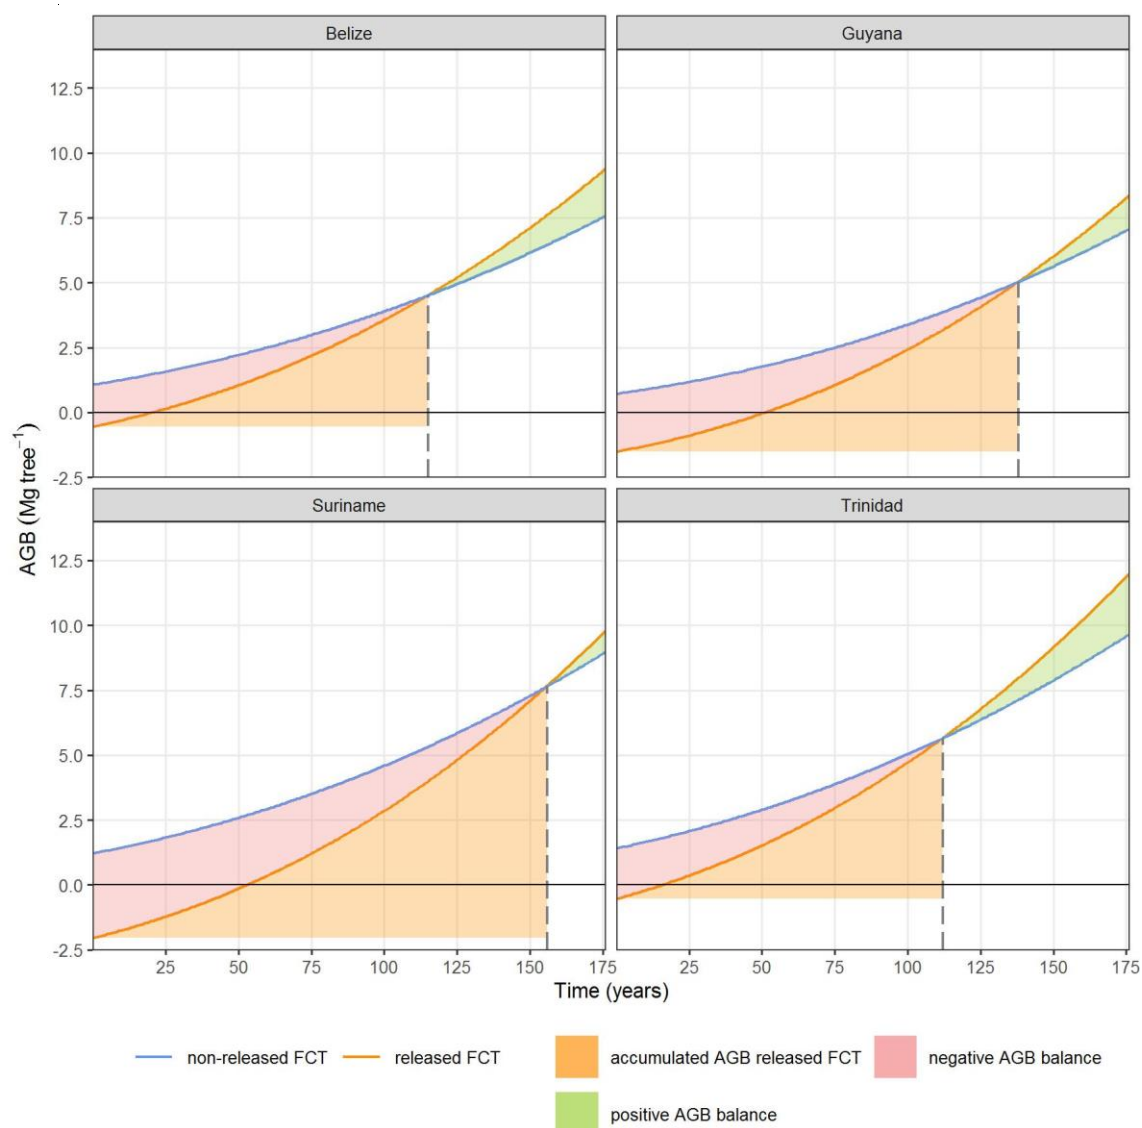 Belize
Guyana
12.5
10.0
7.5
5.0
2.5
0.0
-2.5
Suriname
Trinidad
12.5
10.0
7.5
5.0
2.5
0.0
-2.5
AGB (Mg tree⁻¹)
25 50 75 100 125 150 175
25 50 75 100 125 150 175
Time (years)
non-released FCT
released FCT
accumulated AGB released FCT
negative AGB balance
positive AGB balance